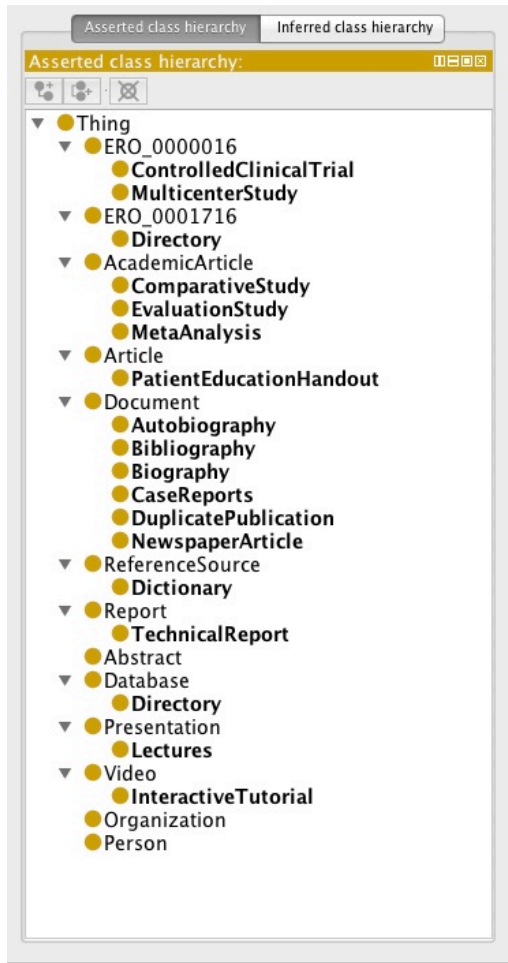 Asserted class hierarchy Inferred class hierarchy
Asserted class hierarchy:
Thing
ERO_0000016
ControlledClinicalTrial
MulticenterStudy
ERO_0001716
Directory
AcademicArticle
ComparativeStudy
EvaluationStudy
MetaAnalysis
Article
PatientEducationHandout
Document
Autobiography
Bibliography
Biography
CaseReports
DuplicatePublication
NewspaperArticle
ReferenceSource
Dictionary
Report
TechnicalReport
Abstract
Database
Directory
Presentation
Lectures
Video
InteractiveTutorial
Organization
Person